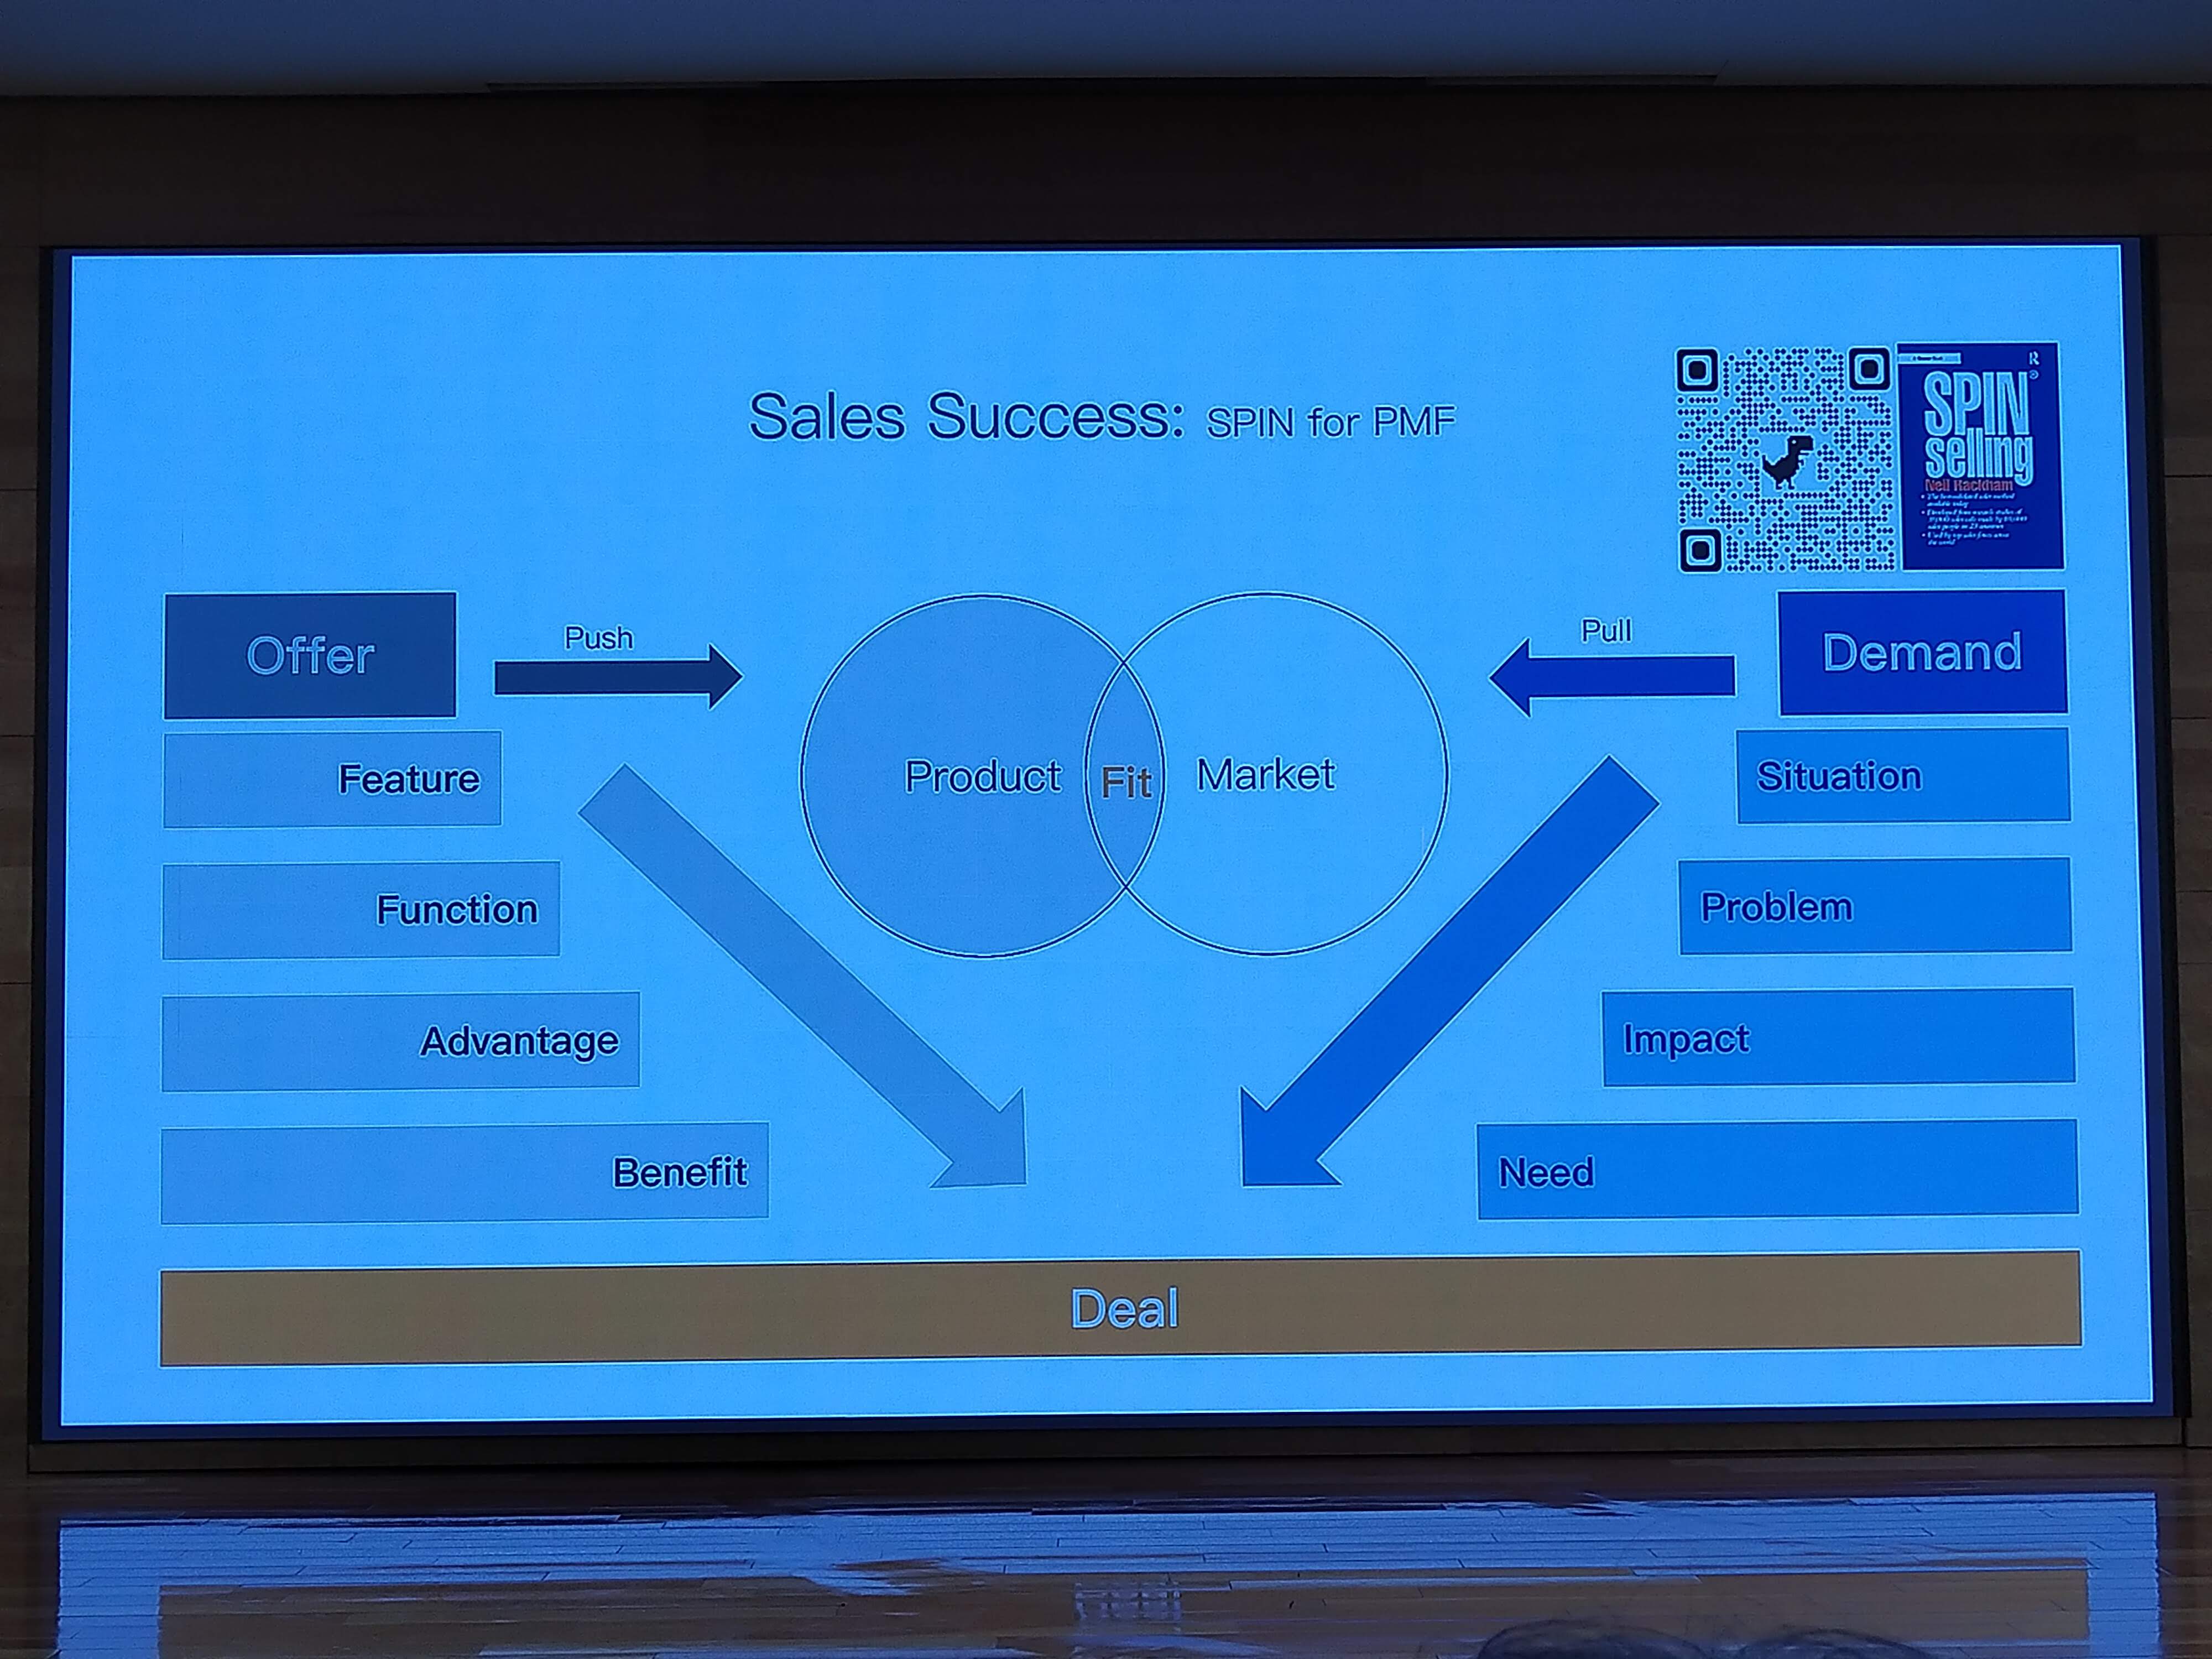 Sales Success: SPIN for PMF
SPIN
selling
Neil Rackham
Offer
Push
Pull
Demand
Feature
Product
Fit
Market
Situation
Function
Problem
Advantage
Impact
Benefit
Need
Deal